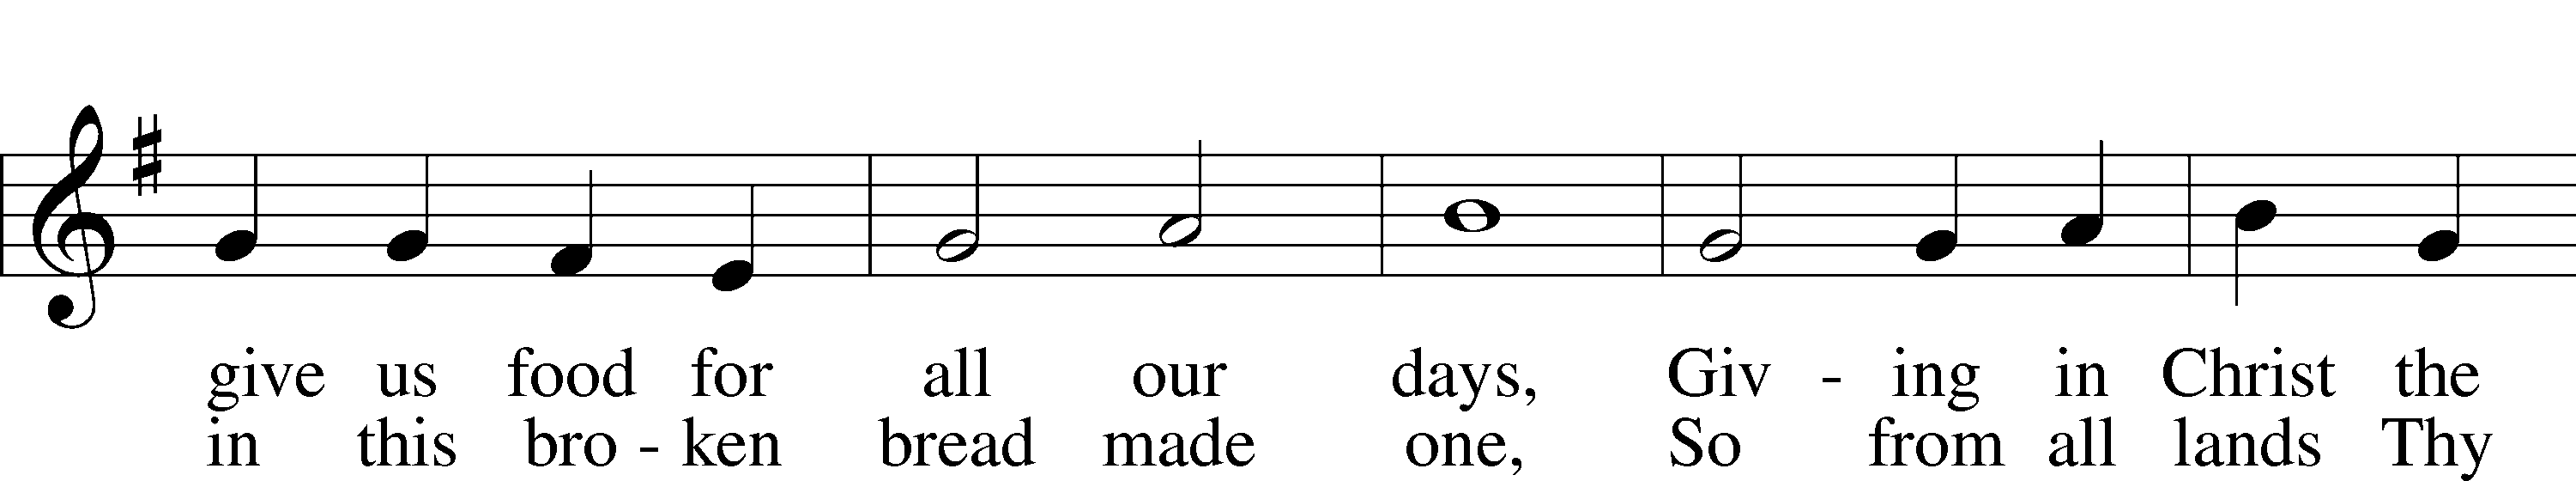 give us food for all our days, Giv - ing in Christ the
in this bro - ken bread made one, So from all lands Thy